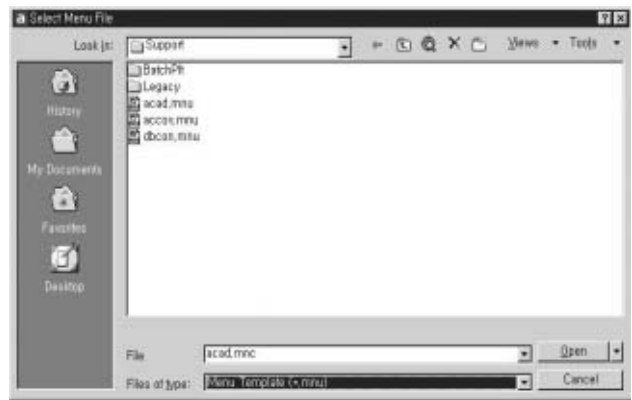 a Select Menu File
Look in: Support
Views Tools
BatchPlt
Legacy
acad.mnu
accov.mnu
dbcon.mnu
History
My Documents
Favorites
Desktop
File acad.mnc Open
Files of type: Menu Template (*.mnu) Cancel